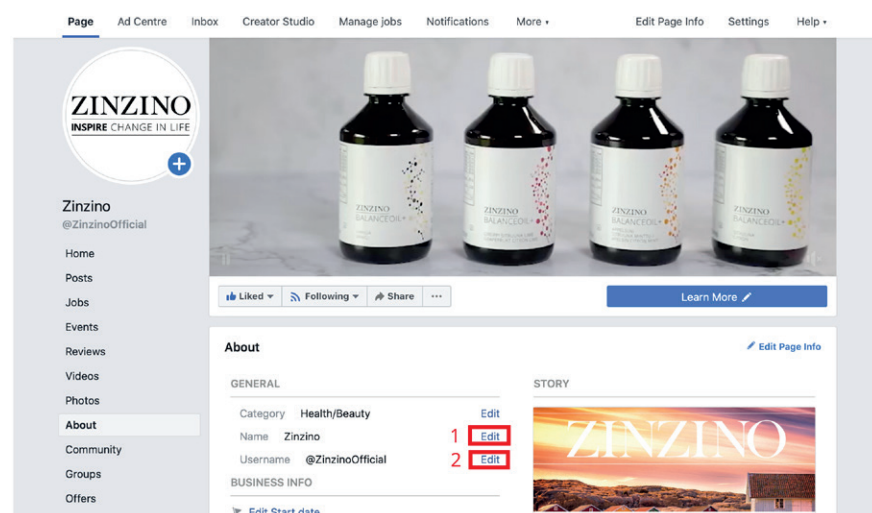 Page Ad Centre Inbox Creator Studio Manage jobs Notifications More Edit Page Info Settings Help
ZINZINO
INSPIRE CHANGE IN LIFE
Zinzino
@ZinzinoOfficial
Home
Posts
Jobs
Events
Reviews
Videos
Photos
About
Community
Groups
Offers
ZINZINO
BALANCEOIL+
ZINZINO
BALANCEOIL+
ZINZINO
BALANCEOIL+
ZINZINO
BALANCEOIL+
Liked Following Share ...
Learn More
About
Edit Page Info
GENERAL
Category Health/Beauty Edit
Name Zinzino 1 Edit
Username @ZinzinoOfficial 2 Edit
BUSINESS INFO
Edit Start date
STORY
ZINZINO